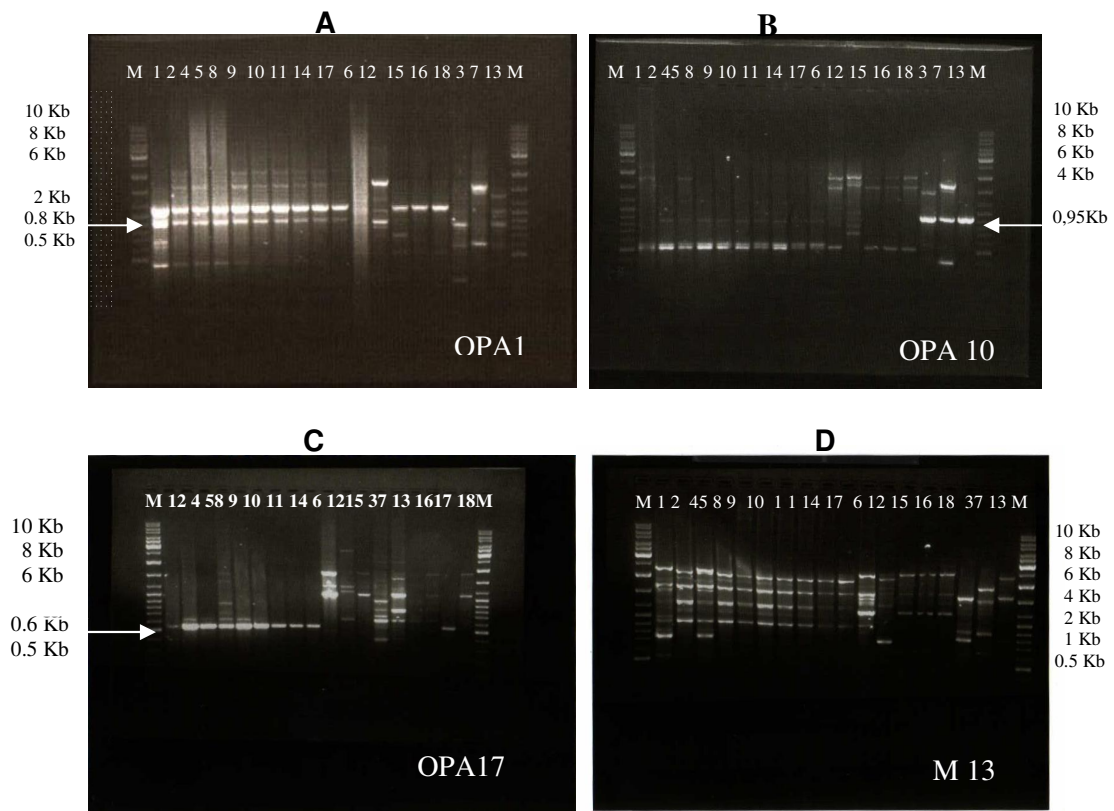 A
M 1 2 4 5 8 9 10 11 14 17 6 12 15 16 18 3 7 13 M
10 Kb
8 Kb
6 Kb
2 Kb
0.8 Kb
0.5 Kb
OPA1
B
M 1 2 45 8 9 10 11 14 17 6 12 15 16 18 3 7 13 M
10 Kb
8 Kb
6 Kb
4 Kb
0,95Kb
OPA 10
C
M 12 4 58 9 10 11 14 6 1215 37 13 1617 18M
10 Kb
8 Kb
6 Kb
0.6 Kb
0.5 Kb
OPA17
D
M 1 2 45 8 9 10 1 1 14 17 6 12 15 16 18 37 13 M
10 Kb
8 Kb
6 Kb
4 Kb
2 Kb
1 Kb
0.5 Kb
M 13